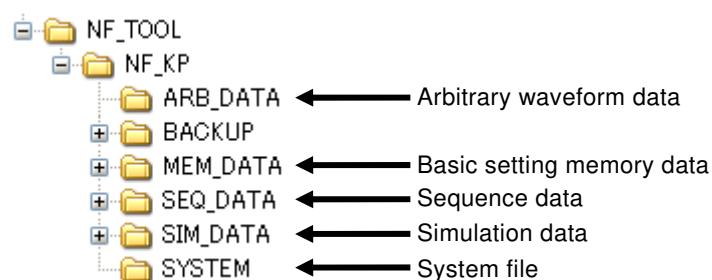 NF_TOOL
NF_KP
ARB_DATA Arbitrary waveform data
BACKUP
MEM_DATA Basic setting memory data
SEQ_DATA Sequence data
SIM_DATA Simulation data
SYSTEM System file